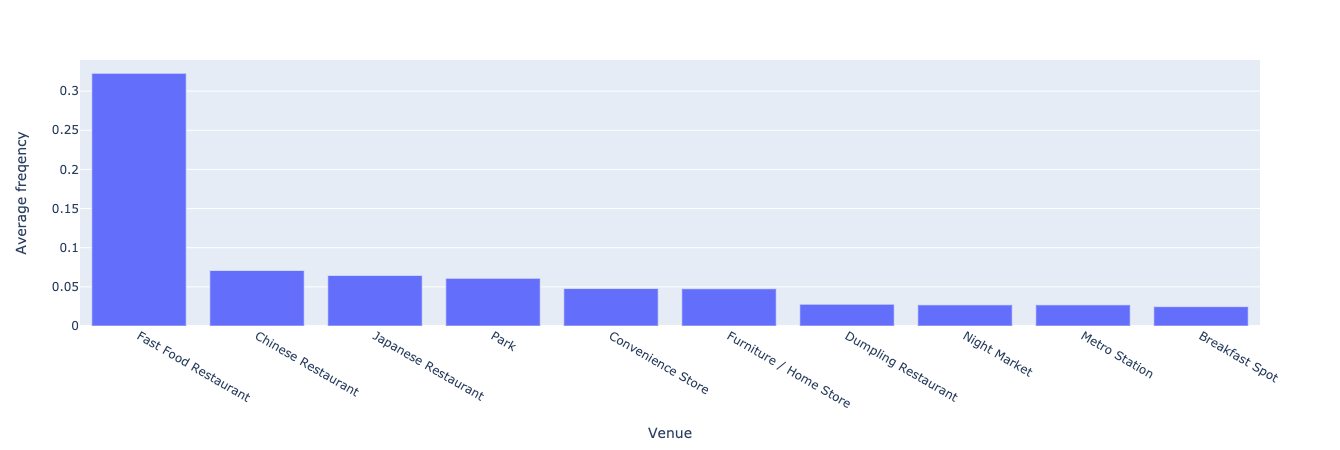 Average freqency
0.3
0.25
0.2
0.15
0.1
0.05
0
Fast Food Restaurant
Chinese Restaurant
Japanese Restaurant
Park
Convenience Store
Furniture / Home Store
Dumpling Restaurant
Night Market
Metro Station
Breakfast Spot
Venue